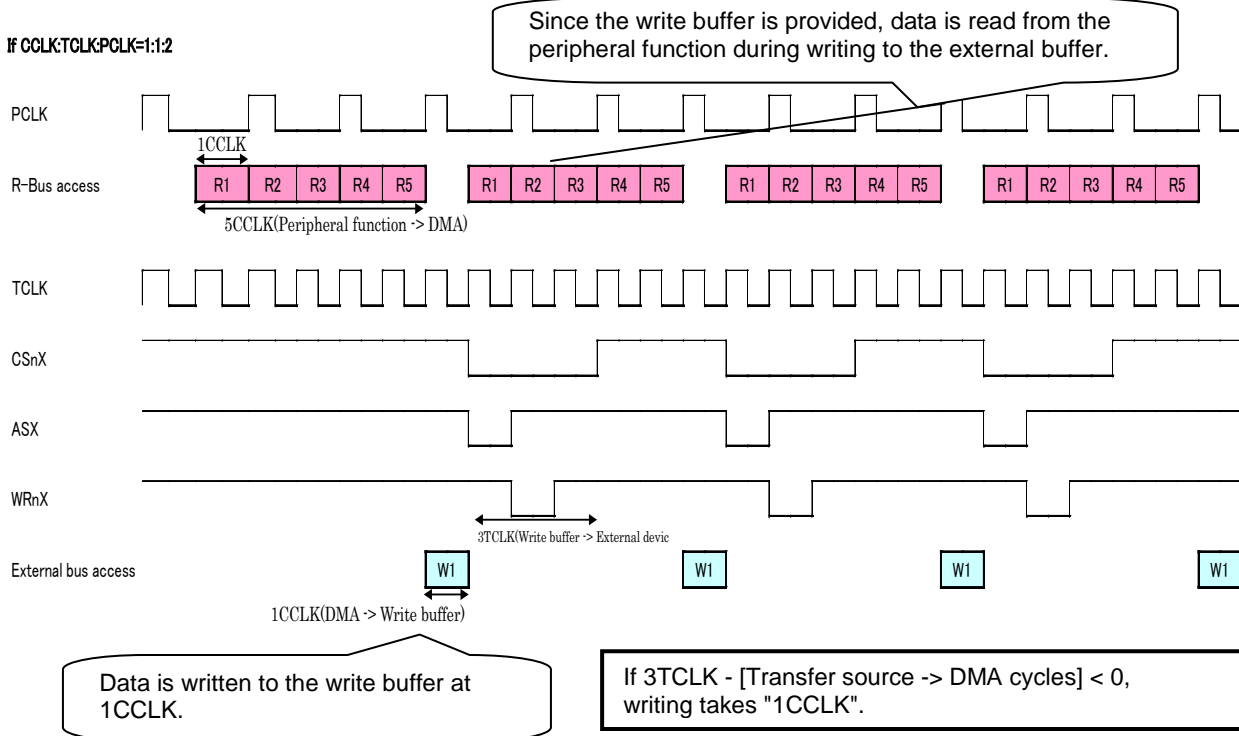 Since the write buffer is provided, data is read from the
peripheral function during writing to the external buffer.
If CCLK:TCLK:PCLK=1:1:2
PCLK
1CCLK
R-Bus access
R1 R2 R3 R4 R5 R1 R2 R3 R4 R5 R1 R2 R3 R4 R5 R1 R2 R3 R4 R5
5CCLK(Peripheral function -> DMA)
TCLK
CSnX
ASX
WRnX
3TCLK(Write buffer -> External devic
External bus access
W1 W1 W1 W1
1CCLK(DMA -> Write buffer)
Data is written to the write buffer at
1CCLK.
If 3TCLK - [Transfer source -> DMA cycles] < 0,
writing takes "1CCLK".